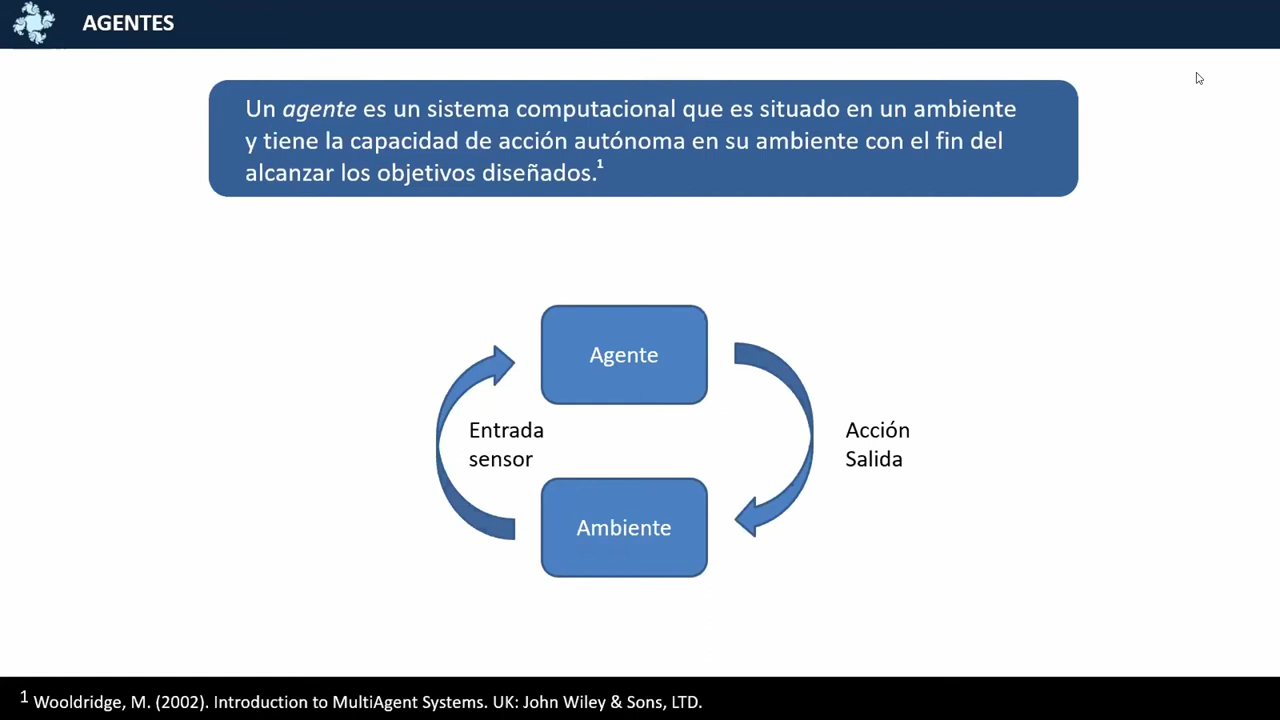 AGENTES
Un agente es un sistema computacional que es situado en un ambiente
y tiene la capacidad de acción autónoma en su ambiente con el fin del
alcanzar los objetivos diseñados.¹
Agente
Entrada
sensor
Acción
Salida
Ambiente
¹ Wooldridge, M. (2002). Introduction to MultiAgent Systems. UK: John Wiley & Sons, LTD.